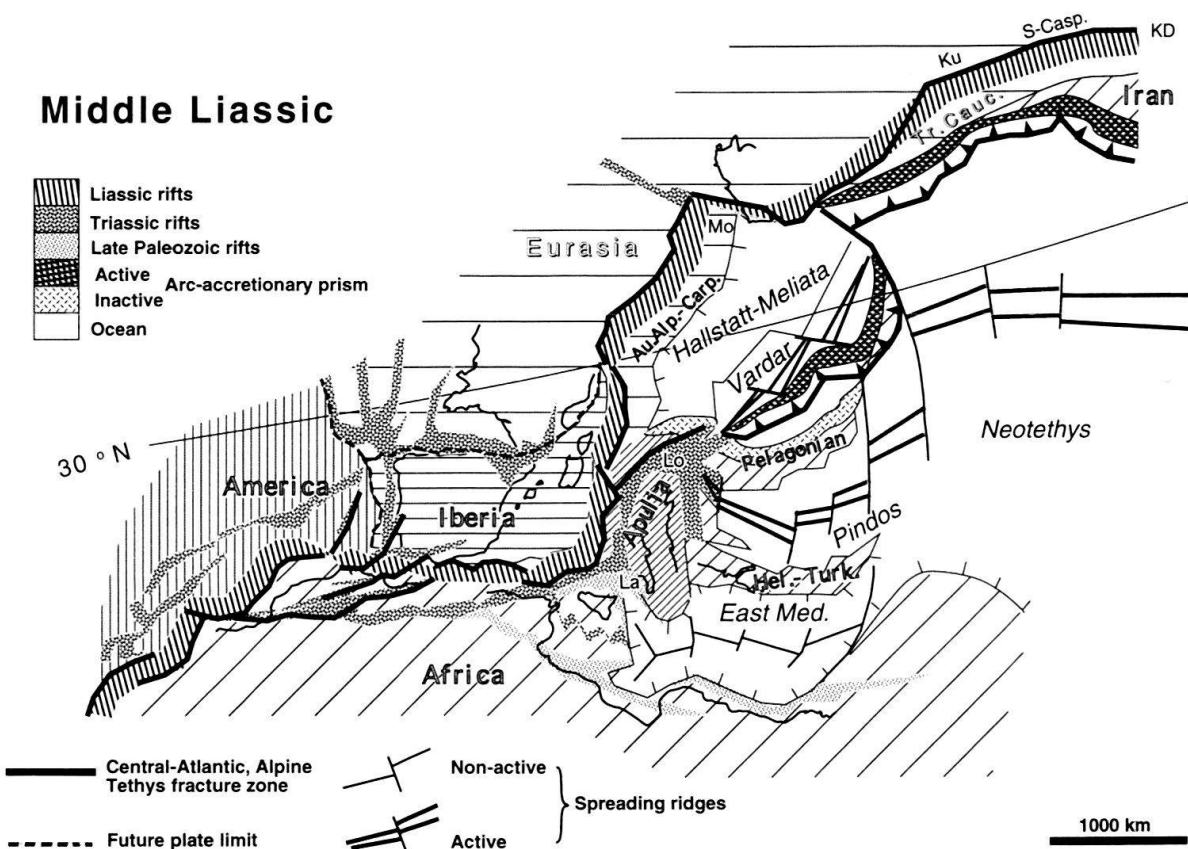 S-Casp.
KD
Ku
Middle Liassic
Iran
Tr. Cauc.
Liassic rifts
Triassic rifts
Late Paleozoic rifts
Active
Inactive
Arc-accretionary prism
Ocean
Eurasia
Mo
Au.Alp.-Carp.
Hallstatt-Meliata
Vardar
30 ° N
Neotethys
America
Lo
Pelagonian
Iberia
Apulia
Pindos
La
Hel.-Turk.
East Med.
Africa
Central-Atlantic, Alpine
Tethys fracture zone
Non-active
Spreading ridges
Future plate limit
Active
1000 km